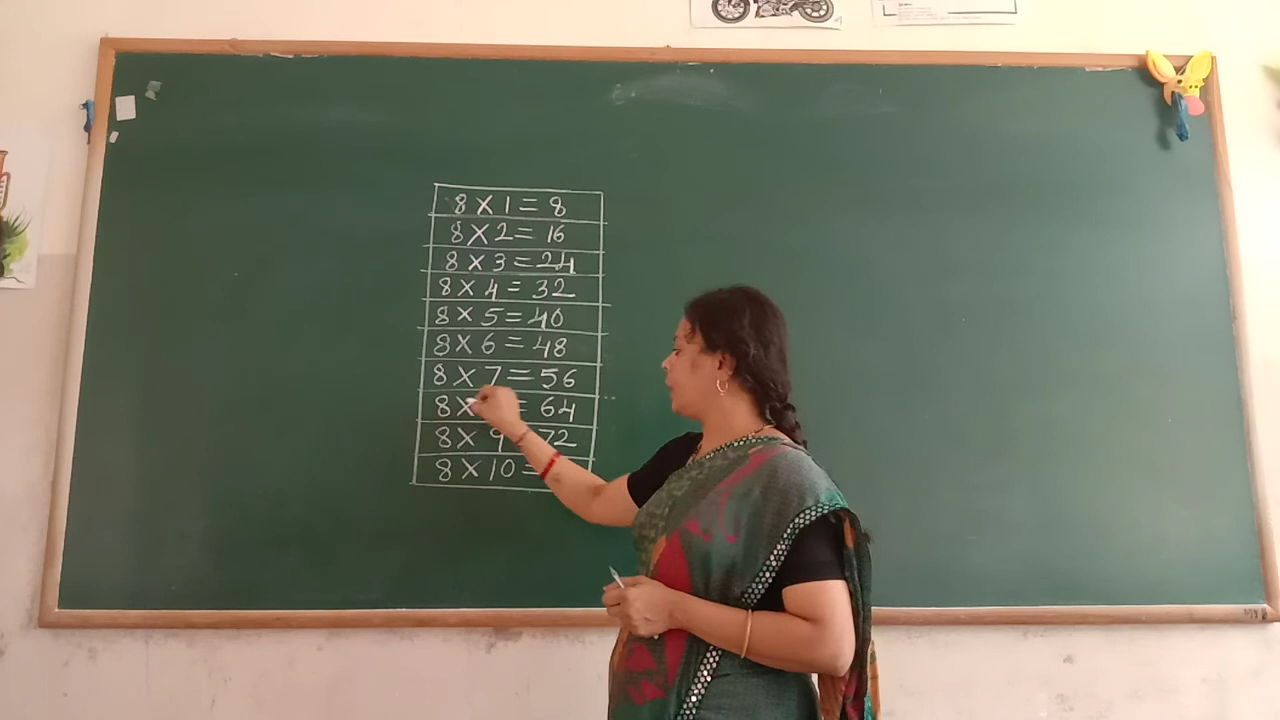 8 × 1 = 8
8 × 2 = 16
8 × 3 = 24
8 × 4 = 32
8 × 5 = 40
8 × 6 = 48
8 × 7 = 56
8 × = 64
8 × 9 72
8 × 10 =